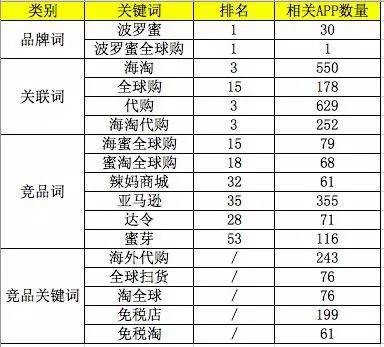 类别 关键词 排名 相关APP数量
品牌词 波罗蜜 1 30
波罗蜜全球购 1 1
关联词 海淘 3 550
全球购 15 178
代购 3 629
海淘代购 3 252
竞品词 海蜜全球购 15 79
蜜淘全球购 18 68
辣妈商城 32 61
亚马逊 35 355
达令 28 71
蜜芽 53 116
竞品关键词 海外代购 / 243
全球扫货 / 76
淘全球 / 76
免税店 / 199
免税淘 / 61